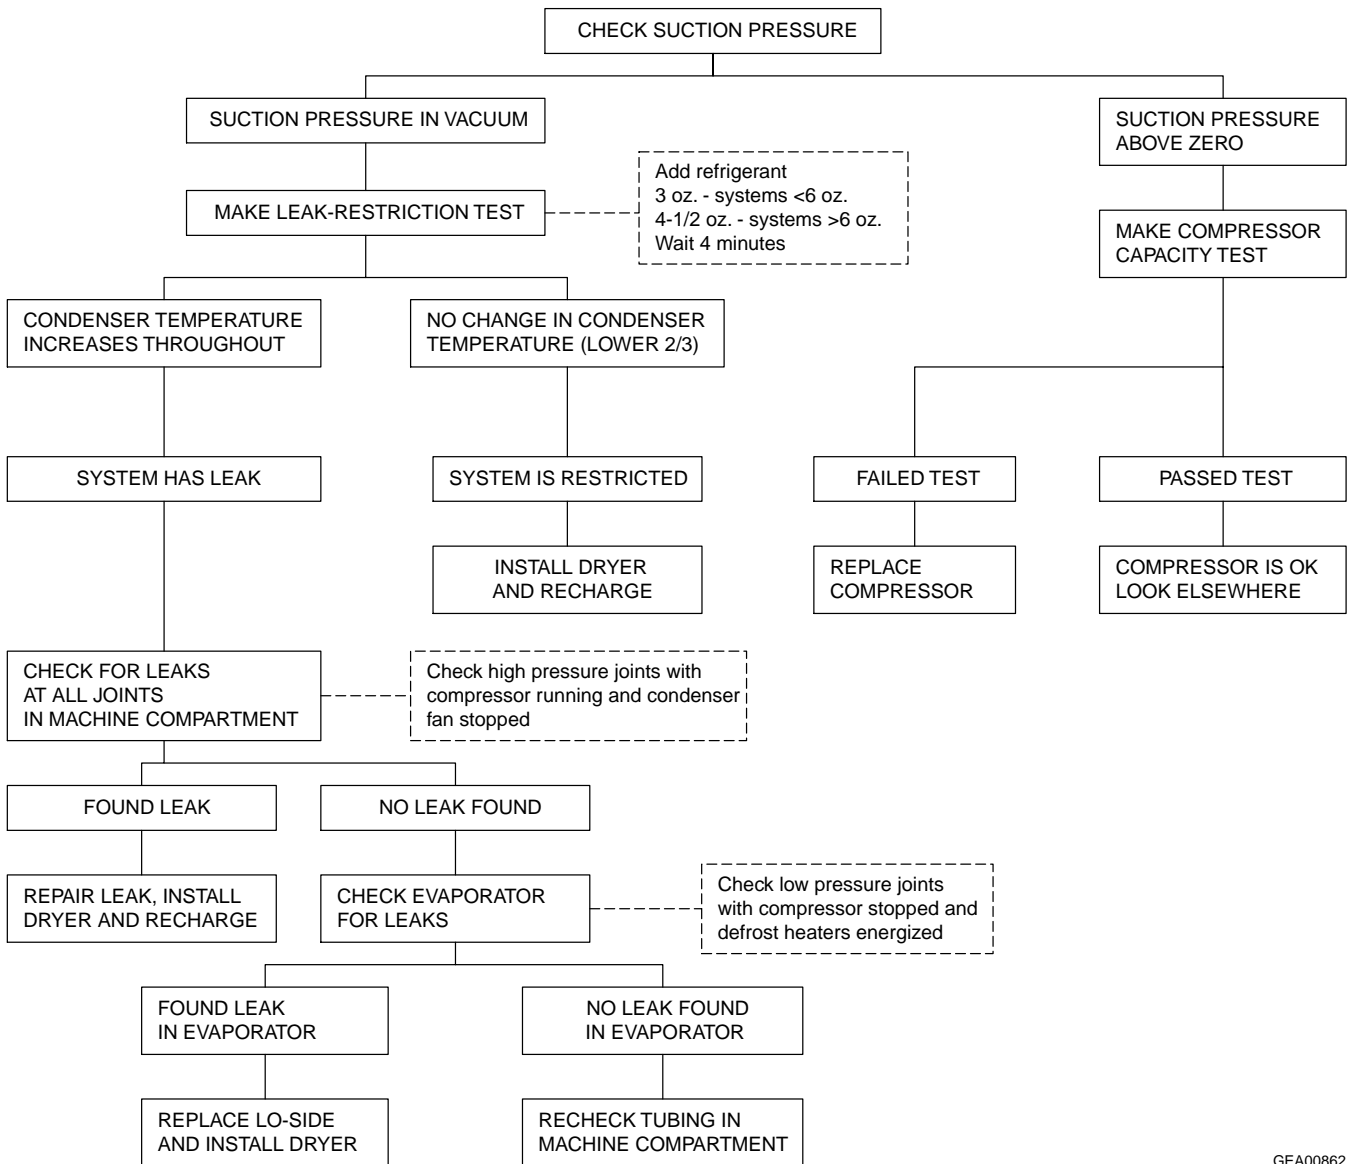 CHECK SUCTION PRESSURE
SUCTION PRESSURE IN VACUUM
SUCTION PRESSURE
ABOVE ZERO
Add refrigerant
3 oz. - systems <6 oz.
4-1/2 oz. - systems >6 oz.
Wait 4 minutes
MAKE LEAK-RESTRICTION TEST
MAKE COMPRESSOR
CAPACITY TEST
CONDENSER TEMPERATURE
INCREASES THROUGHOUT
NO CHANGE IN CONDENSER
TEMPERATURE (LOWER 2/3)
SYSTEM HAS LEAK
SYSTEM IS RESTRICTED
FAILED TEST
PASSED TEST
INSTALL DRYER
AND RECHARGE
REPLACE
COMPRESSOR
COMPRESSOR IS OK
LOOK ELSEWHERE
CHECK FOR LEAKS
AT ALL JOINTS
IN MACHINE COMPARTMENT
Check high pressure joints with
compressor running and condenser
fan stopped
FOUND LEAK
NO LEAK FOUND
REPAIR LEAK, INSTALL
DRYER AND RECHARGE
CHECK EVAPORATOR
FOR LEAKS
Check low pressure joints
with compressor stopped and
defrost heaters energized
FOUND LEAK
IN EVAPORATOR
NO LEAK FOUND
IN EVAPORATOR
REPLACE LO-SIDE
AND INSTALL DRYER
RECHECK TUBING IN
MACHINE COMPARTMENT
GEA00862